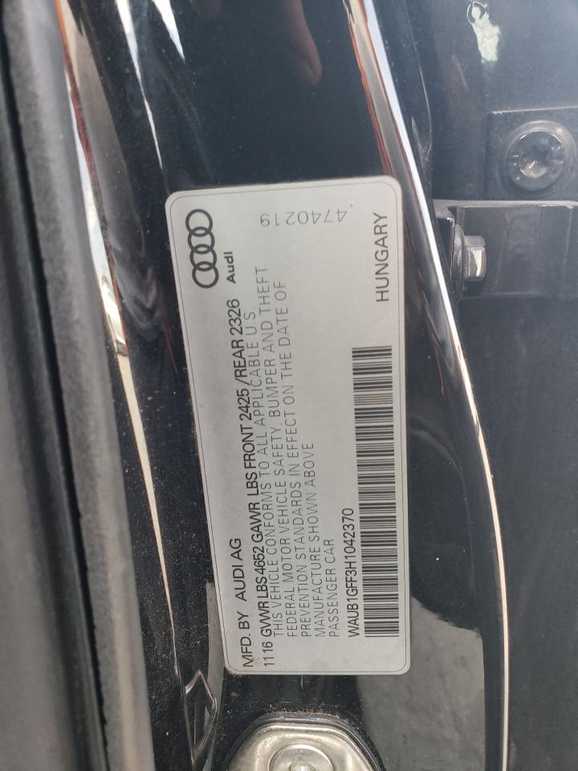 MFD. BY AUDI AG
Audi
1116 GVWR LBS 4652 GAWR LBS FRONT 2425 /REAR 2326
4740219
THIS VEHICLE CONFORMS TO ALL APPLICABLE U S
FEDERAL MOTOR VEHICLE SAFETY, BUMPER AND THEFT
PREVENTION STANDARDS IN EFFECT ON THE DATE OF
MANUFACTURE SHOWN ABOVE
PASSENGER CAR
WAUB1GFF3H1042370
HUNGARY